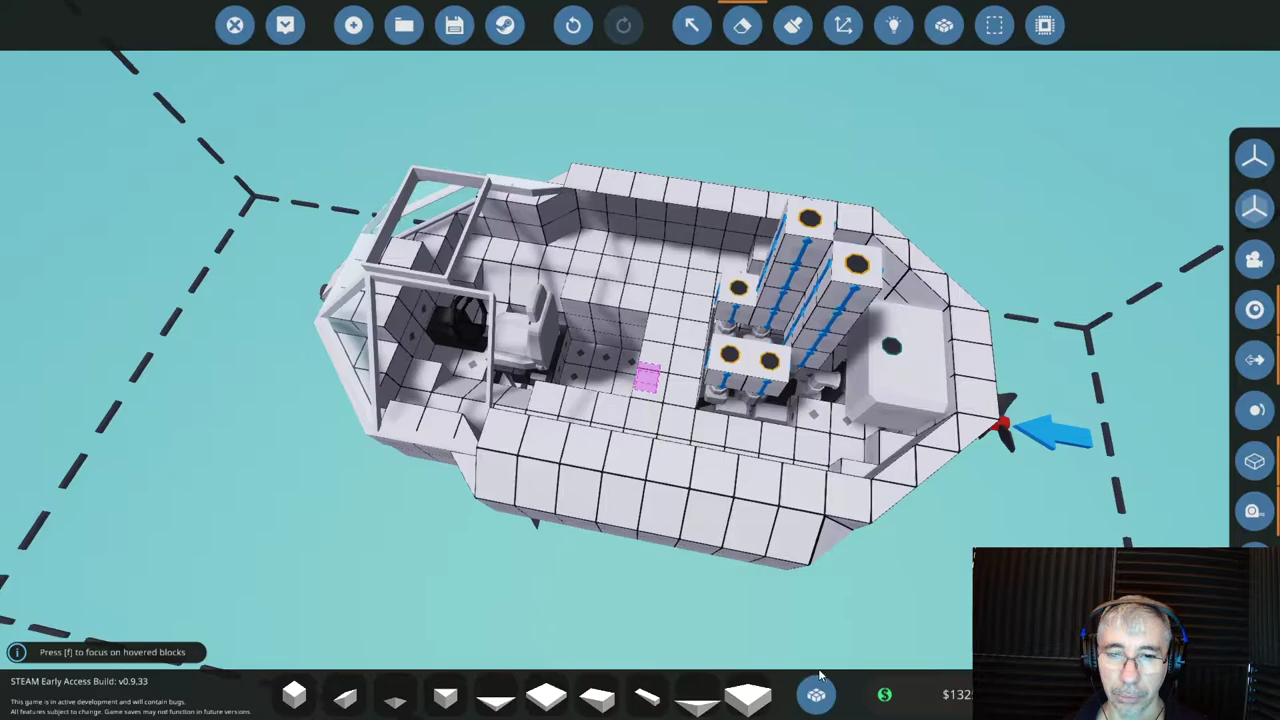 Press [f] to focus on hovered blocks
STEAM Early Access Build: v0.9.33
This game is in active development and will contain bugs.
All features subject to change. Game saves may not function in future versions.
$132